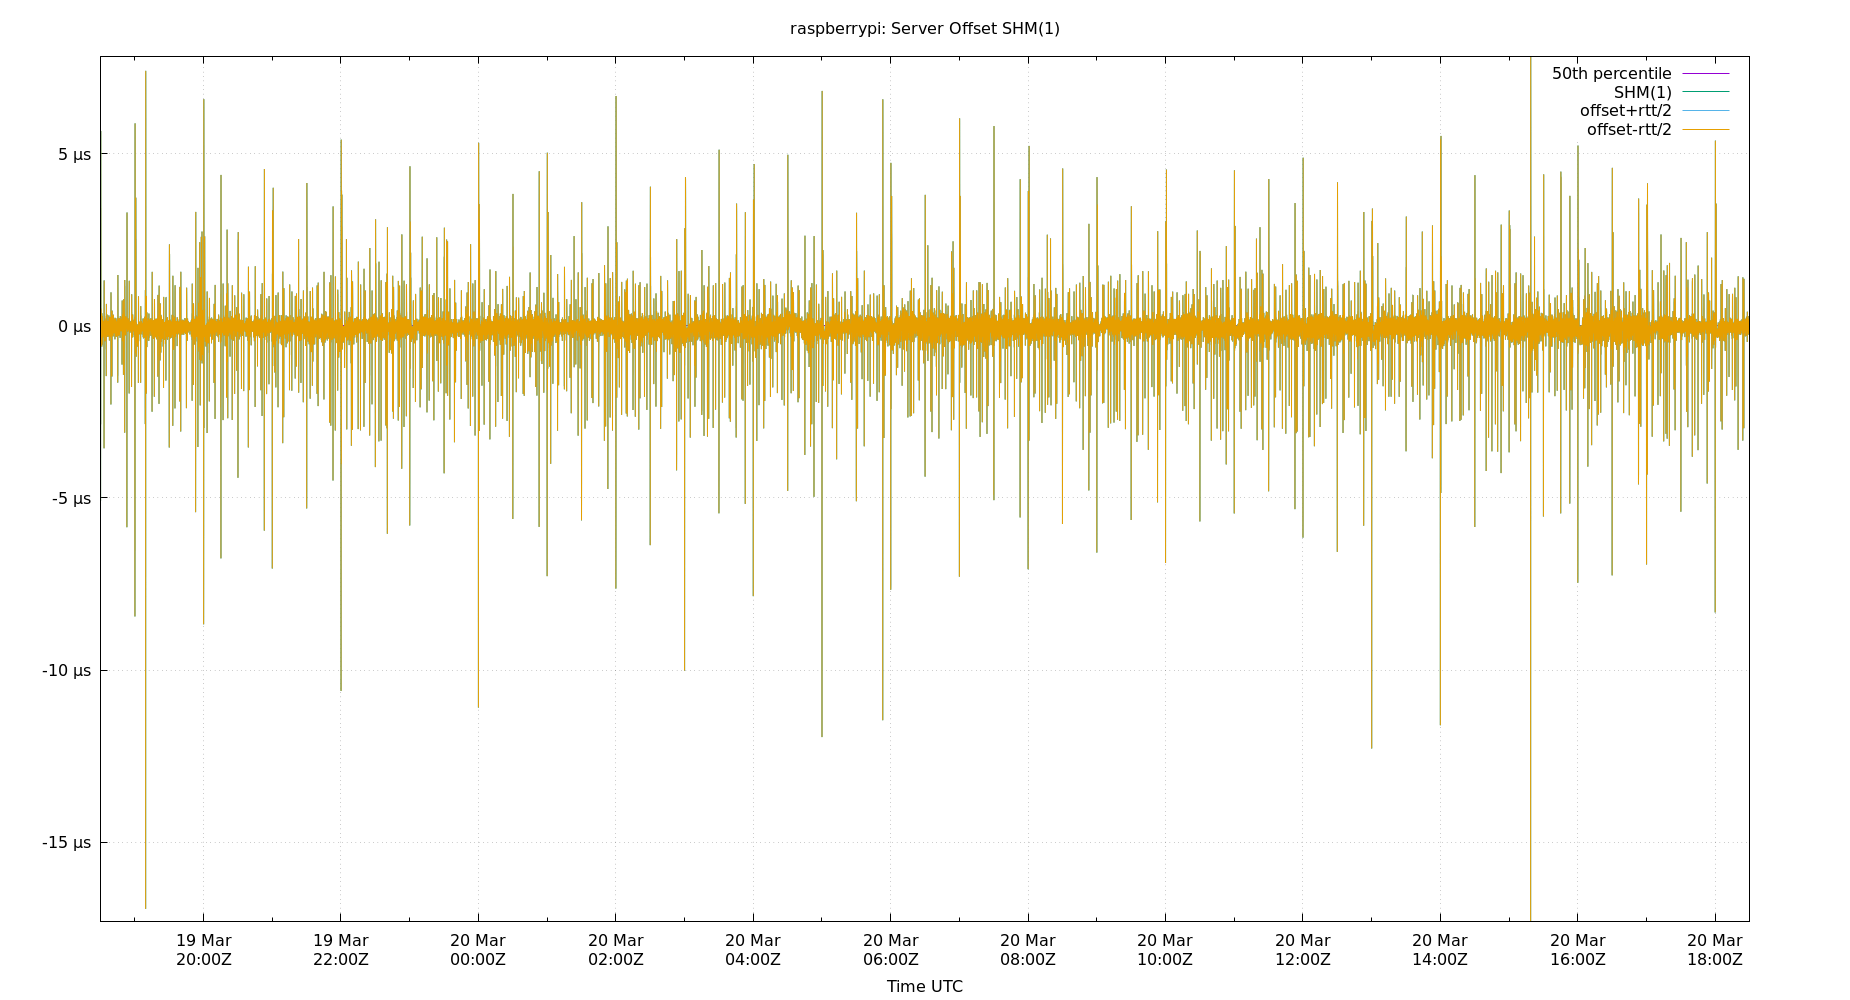 raspberrypi: Server Offset SHM(1)
50th percentile
SHM(1)
offset+rtt/2
offset-rtt/2
5 µs
0 µs
-5 µs
-10 µs
-15 µs
19 Mar 19 Mar 20 Mar 20 Mar 20 Mar 20 Mar 20 Mar 20 Mar 20 Mar 20 Mar 20 Mar 20 Mar
20:00Z 22:00Z 00:00Z 02:00Z 04:00Z 06:00Z 08:00Z 10:00Z 12:00Z 14:00Z 16:00Z 18:00Z
Time UTC